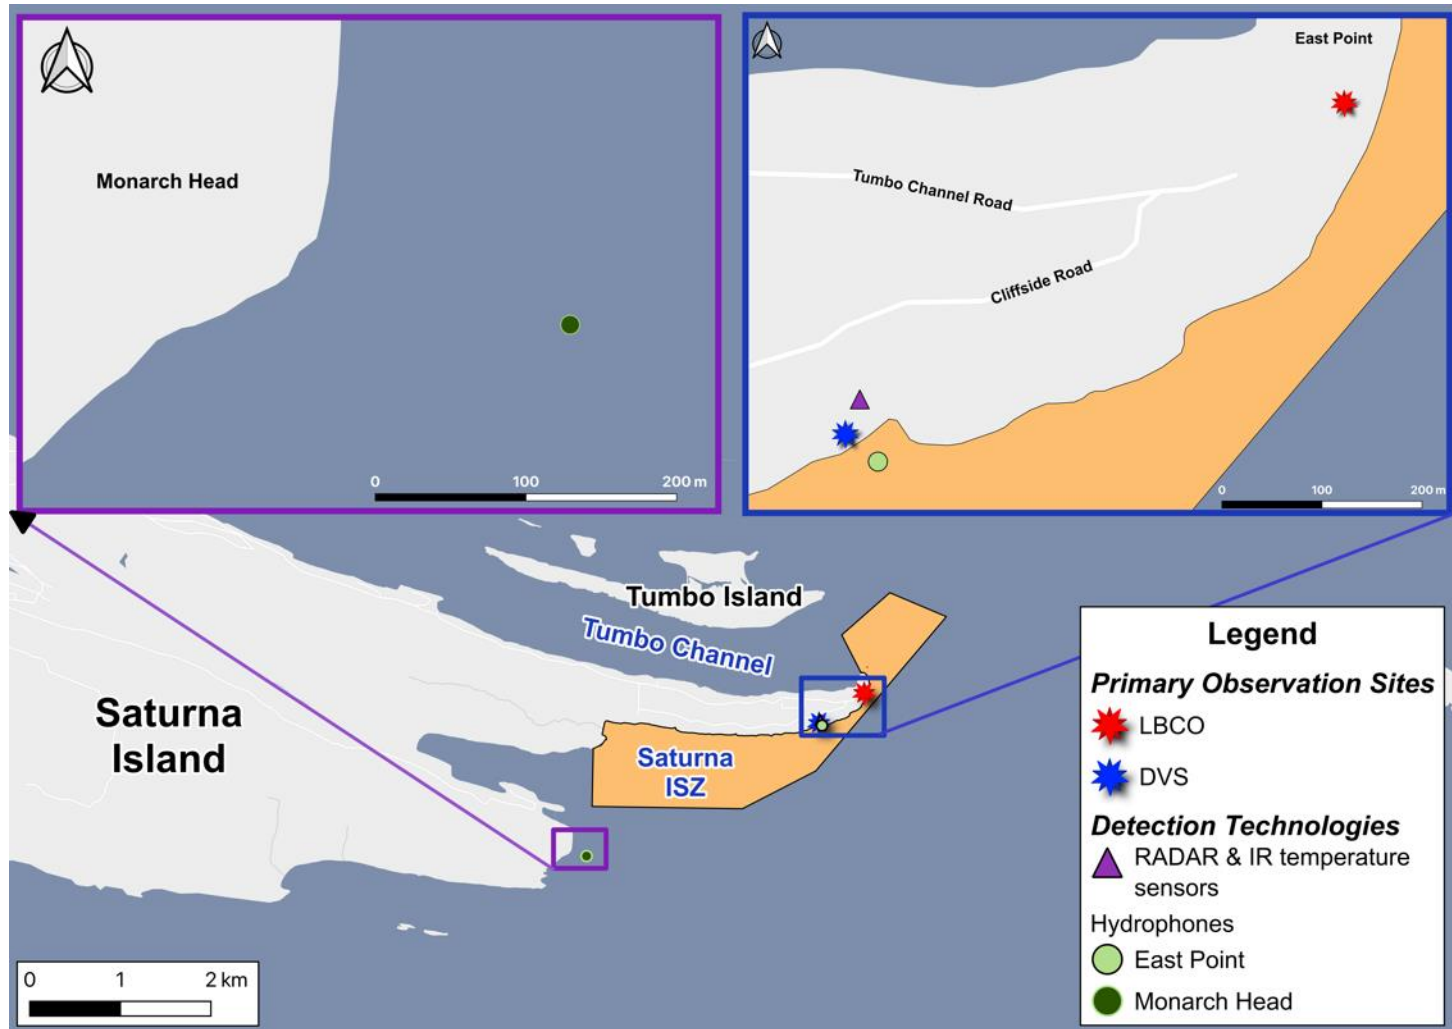 Monarch Head
0 100 200 m
East Point
Tumbo Channel Road
Cliffside Road
0 100 200 m
Tumbo Island
Tumbo Channel
Saturna
Island
Saturna
ISZ
0 1 2 km
Legend
Primary Observation Sites
LBCO
DVS
Detection Technologies
RADAR & IR temperature
sensors
Hydrophones
East Point
Monarch Head